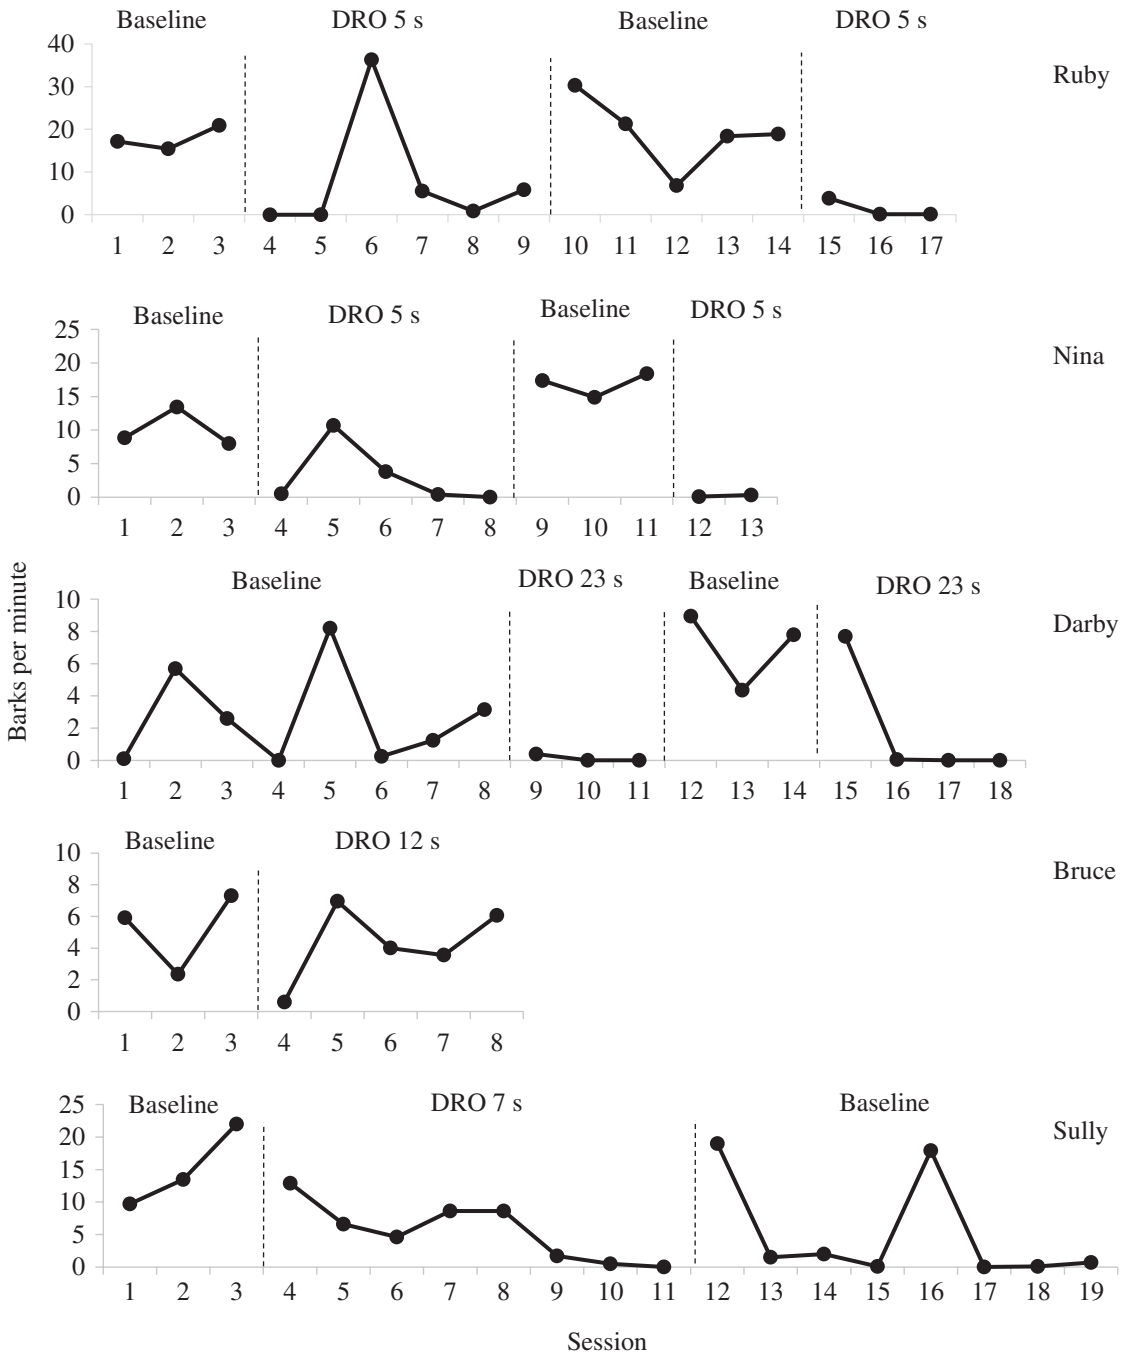 Baseline DRO 5 s Baseline DRO 5 s
Ruby
40
30
20
10
0
1 2 3 4 5 6 7 8 9 10 11 12 13 14 15 16 17
Baseline DRO 5 s Baseline DRO 5 s
Nina
25
20
15
10
5
0
1 2 3 4 5 6 7 8 9 10 11 12 13
Barks per minute
Baseline DRO 23 s Baseline DRO 23 s
Darby
10
8
6
4
2
0
1 2 3 4 5 6 7 8 9 10 11 12 13 14 15 16 17 18
Baseline DRO 12 s
Bruce
10
8
6
4
2
0
1 2 3 4 5 6 7 8
Baseline DRO 7 s Baseline
Sully
25
20
15
10
5
0
1 2 3 4 5 6 7 8 9 10 11 12 13 14 15 16 17 18 19
Session